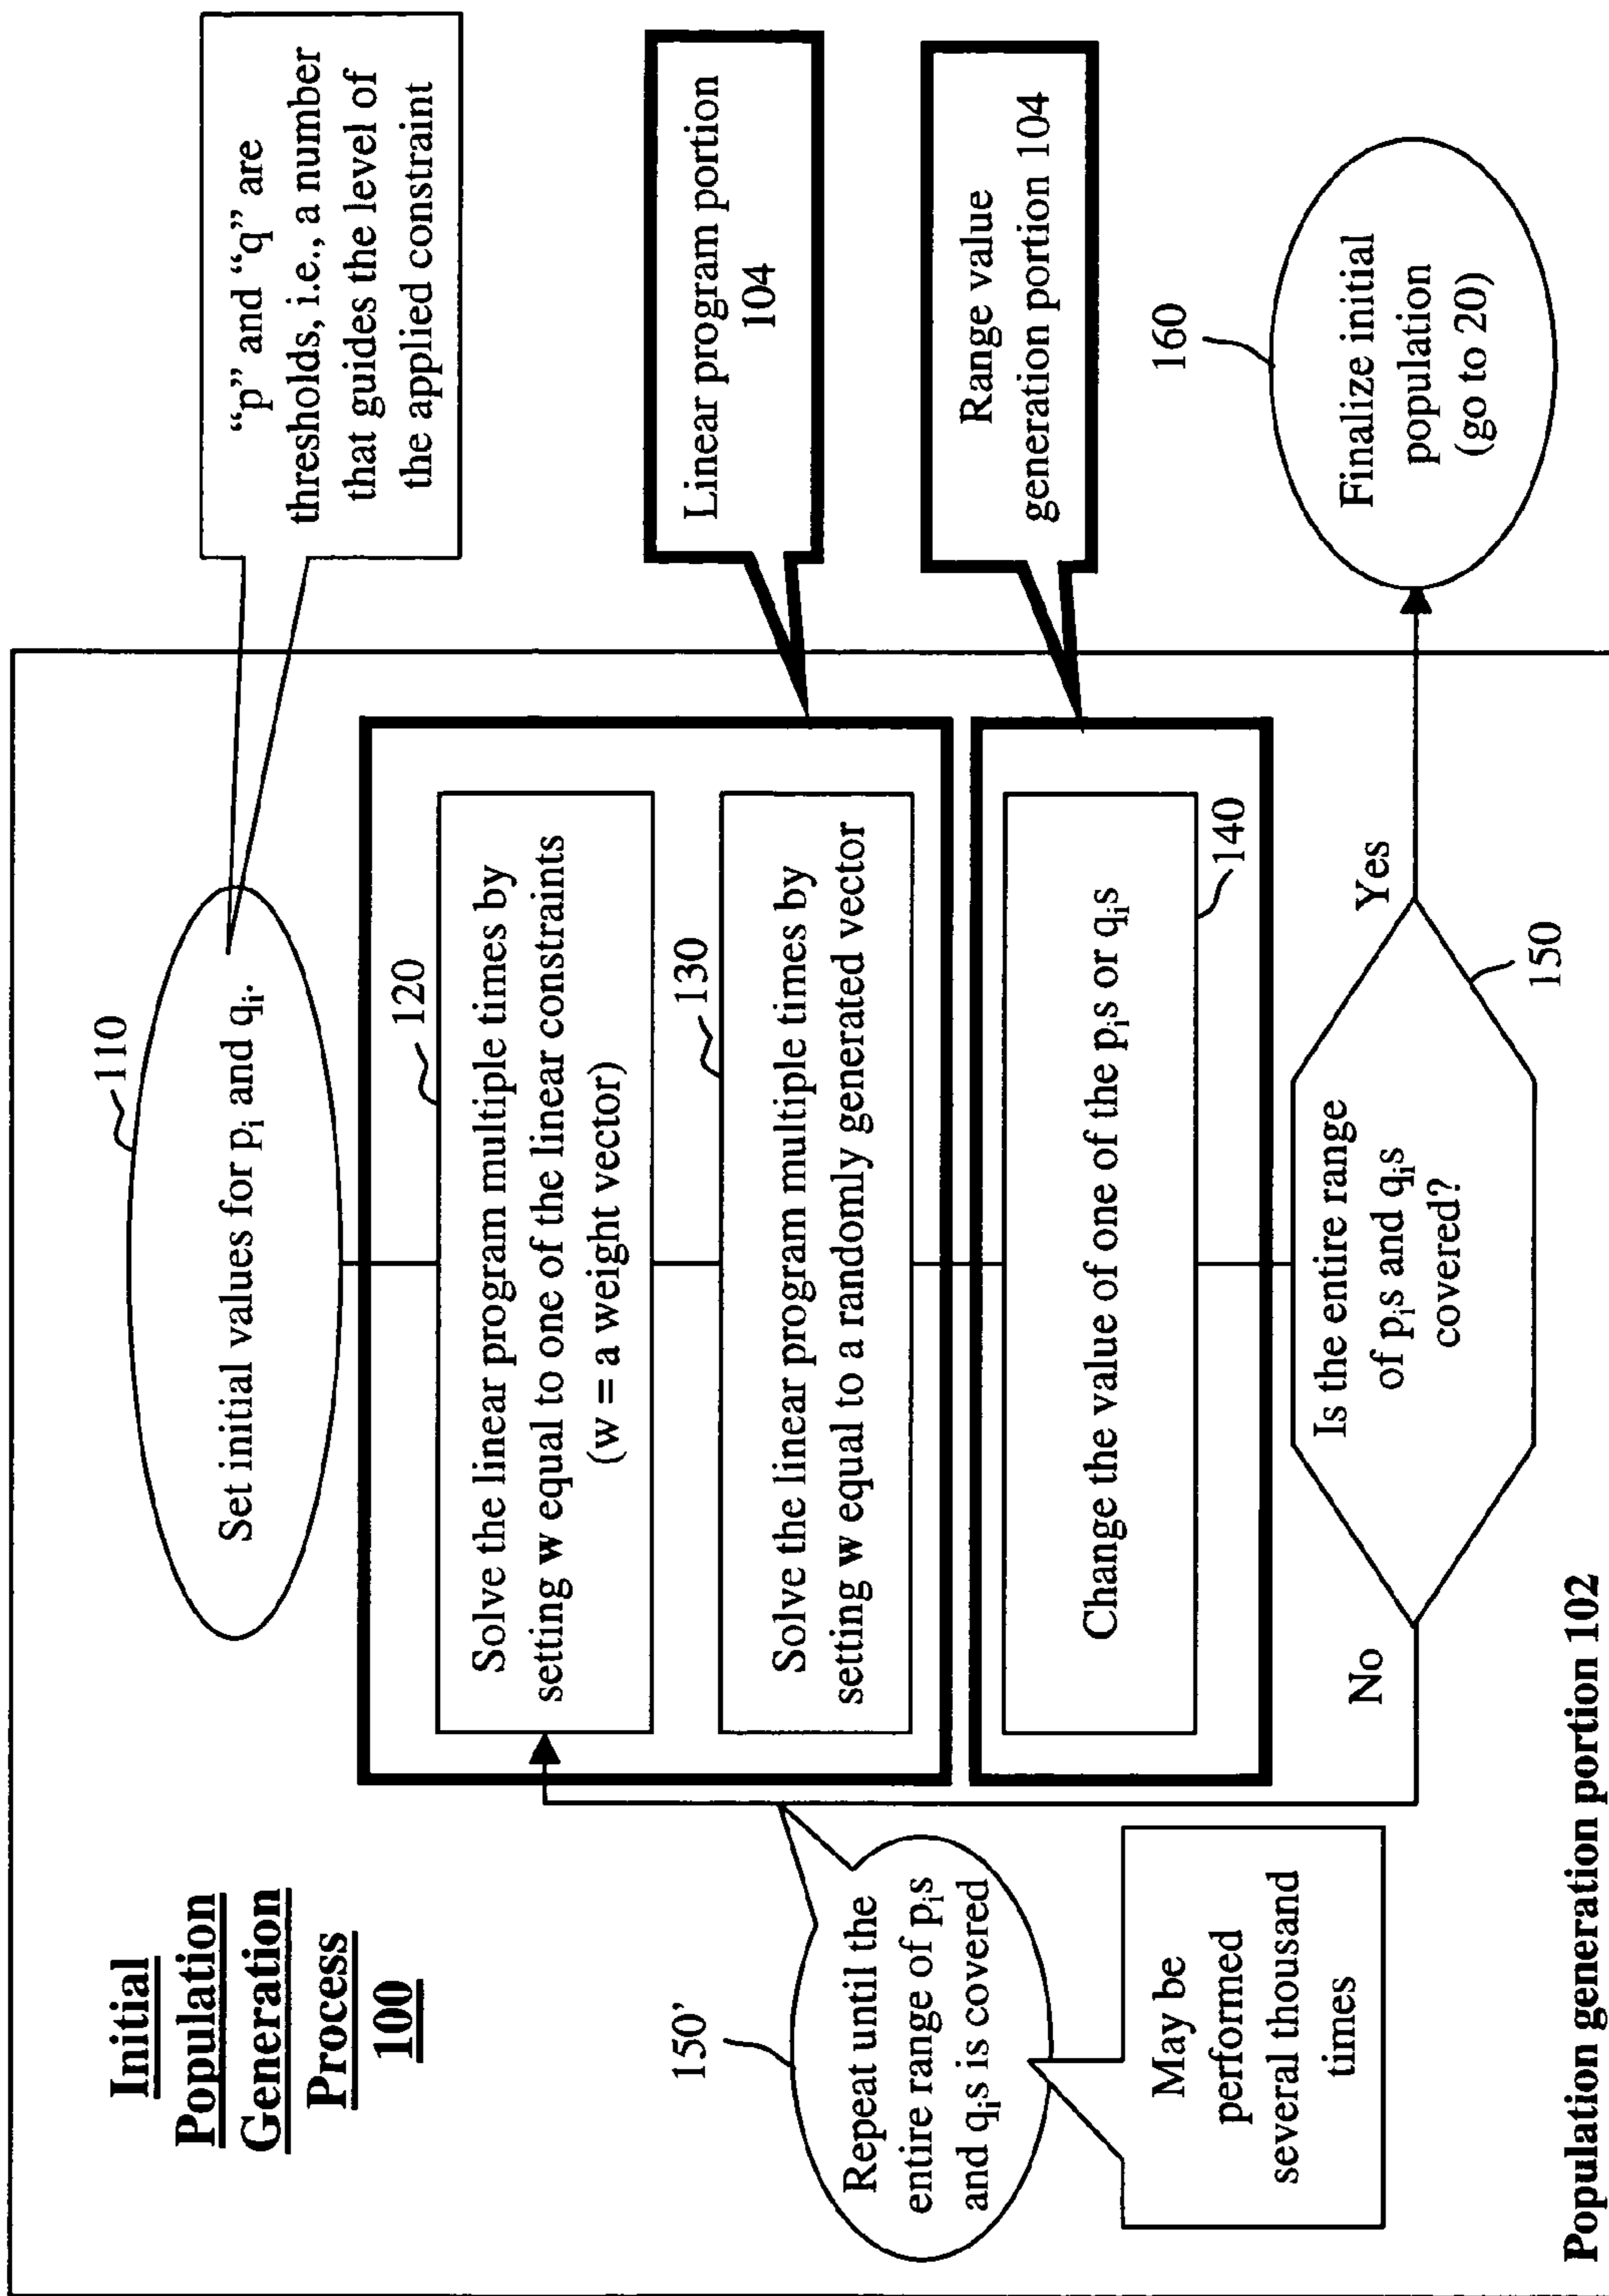 Initial
Population
Generation
Process
100
110
Set initial values for pᵢ and qᵢ.
“p” and “q” are
thresholds, i.e., a number
that guides the level of
the applied constraint
120
Solve the linear program multiple times by
setting w equal to one of the linear constraints
(w = a weight vector)
130
Solve the linear program multiple times by
setting w equal to a randomly generated vector
Linear program portion
104
Change the value of one of the pᵢs or qᵢs
140
Range value
generation portion 104
150'
Repeat until the
entire range of pᵢs
and qᵢs is covered
May be
performed
several thousand
times
No
Is the entire range
of pᵢs and qᵢs
covered?
Yes
150
160
Finalize initial
population
(go to 20)
Population generation portion 102